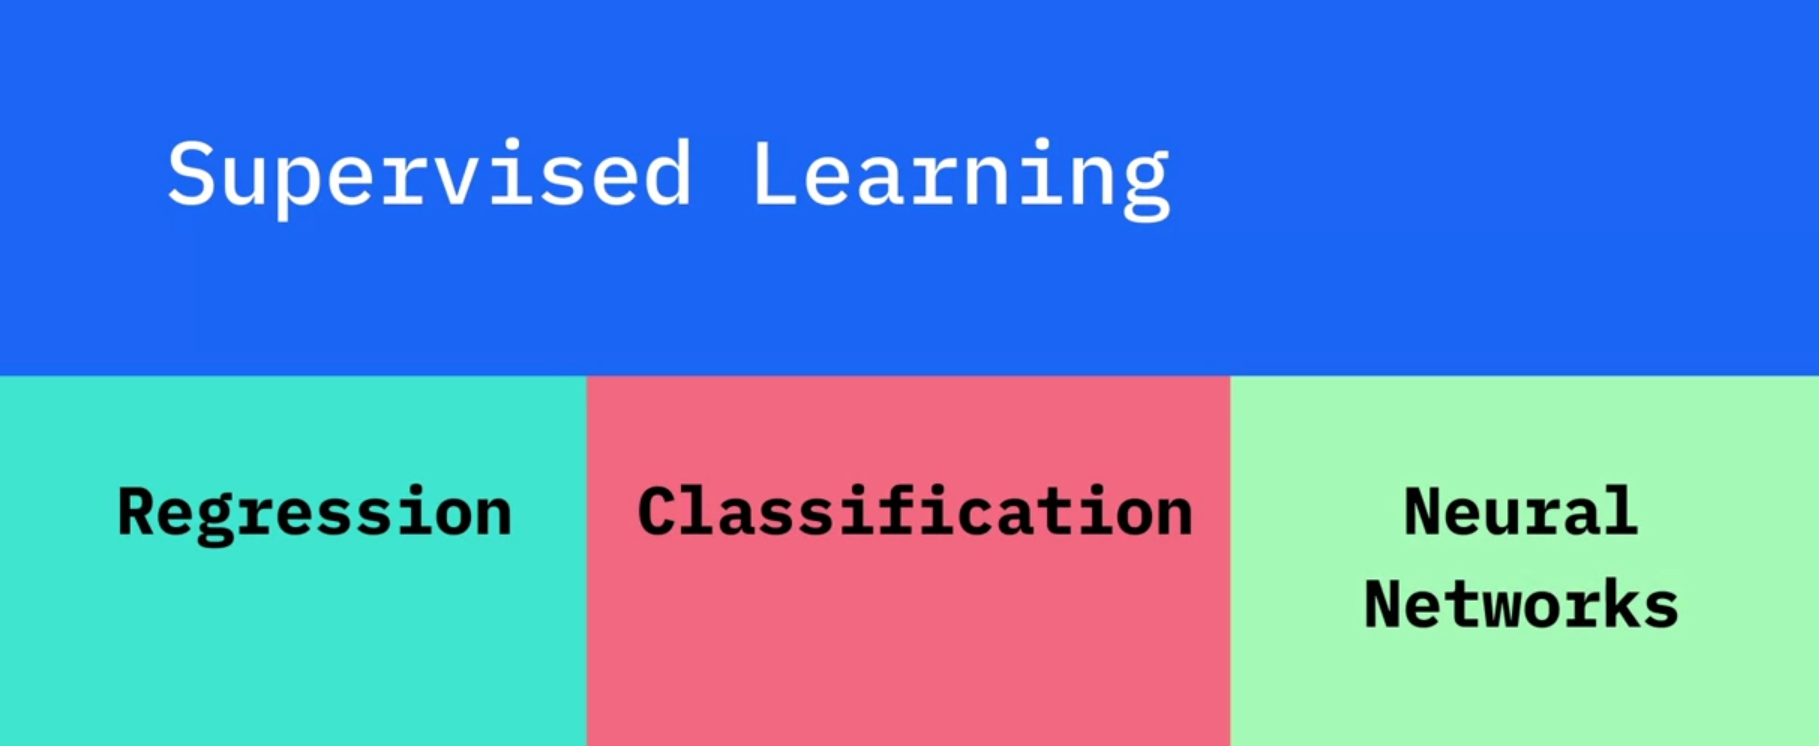 Supervised Learning
Regression
Classification
Neural
Networks